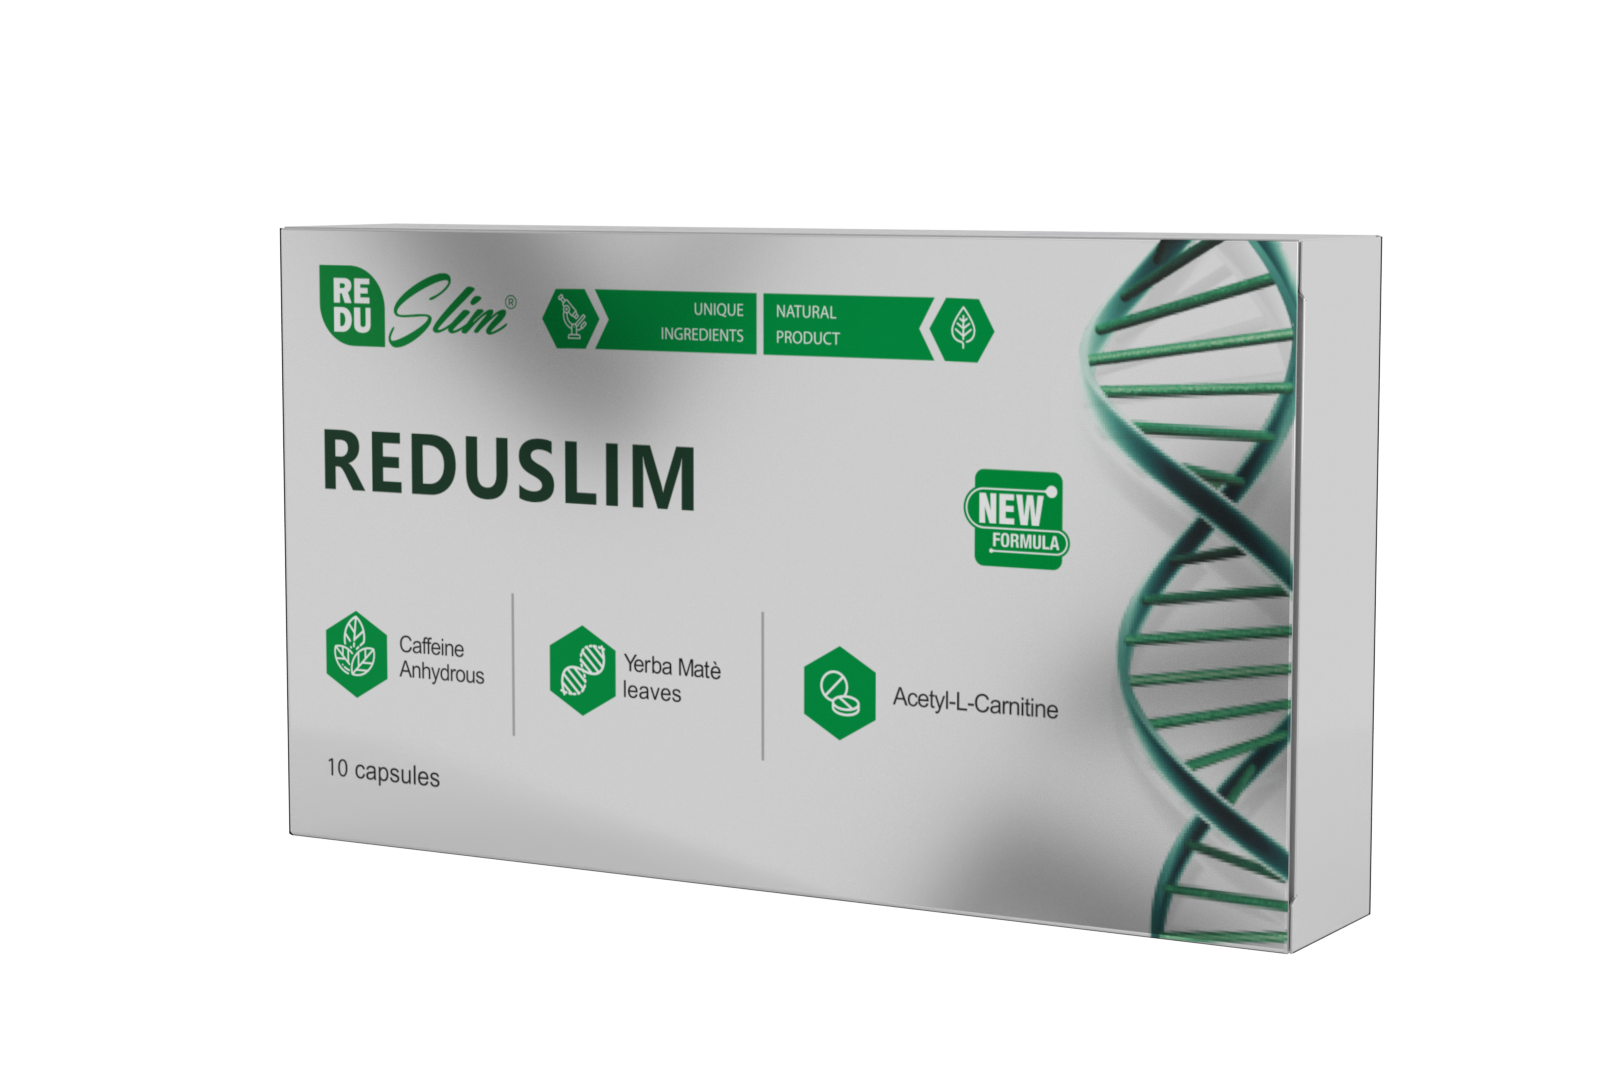 RE
DU
Slim®
UNIQUE
INGREDIENTS
NATURAL
PRODUCT
REDUSLIM
NEW
FORMULA
Caffeine
Anhydrous
Yerba Matè
leaves
Acetyl-L-Carnitine
10 capsules